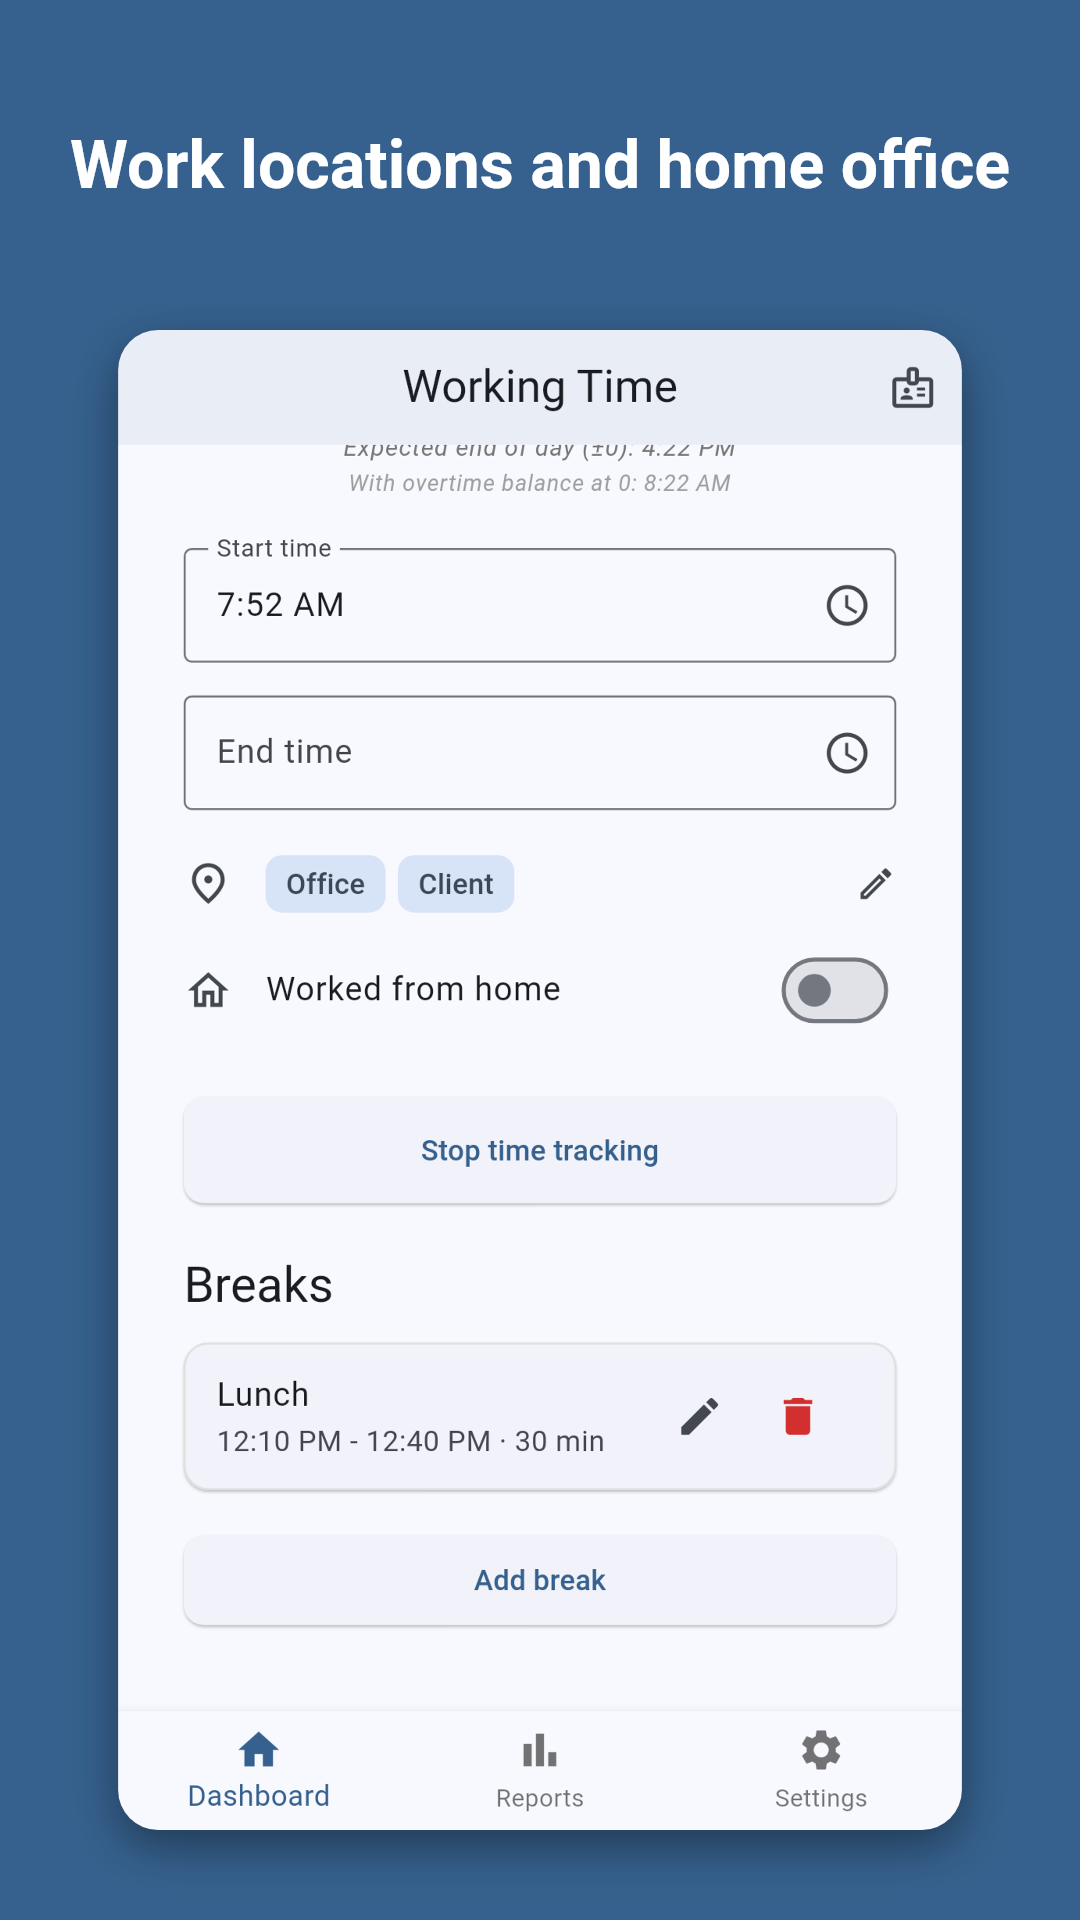 Work locations and home office
Working Time
Expected end of day (±0): 4:22 PM
With overtime balance at 0: 8:22 AM
Start time
7:52 AM
End time
Office Client
Worked from home
Stop time tracking
Breaks
Lunch
12:10 PM - 12:40 PM · 30 min
Add break
Dashboard Reports Settings